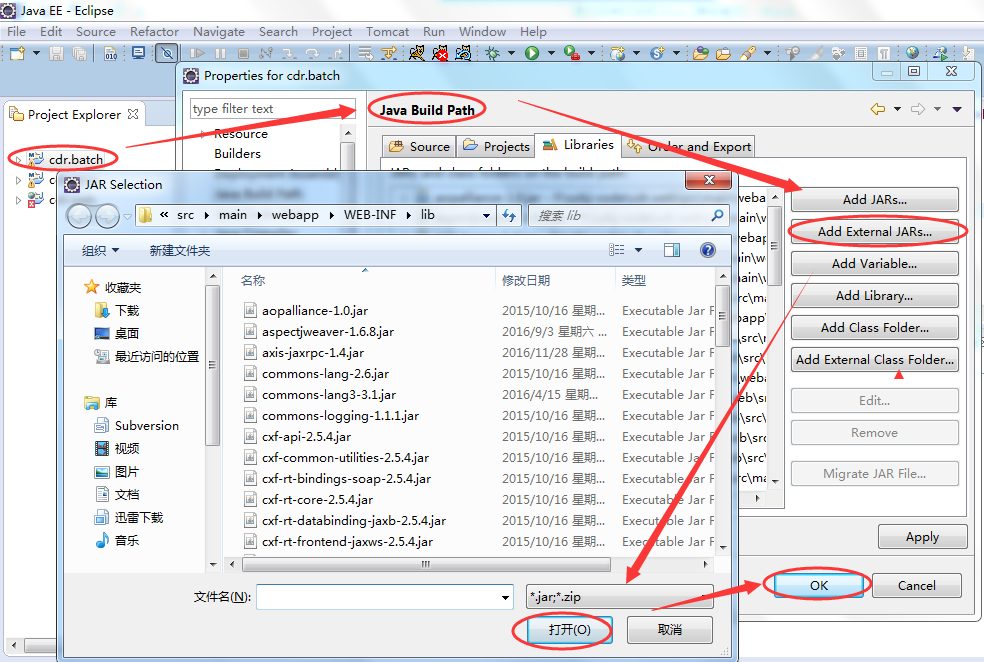 Java EE - Eclipse
File Edit Source Refactor Navigate Search Project Tomcat Run Window Help
Properties for cdr.batch
Project Explorer
cdr.batch
type filter text
Resource
Builders
Java Build Path
Java Build Path
Source Projects Libraries Order and Export
Add JARs...
Add External JARs...
Add Variable...
Add Library...
Add Class Folder...
Add External Class Folder...
Edit...
Remove
Migrate JAR File...
Apply
OK Cancel
JAR Selection
« src main webapp WEB-INF lib
搜索 lib
组织 新建文件夹
收藏夹
下载
桌面
最近访问的位置
库
Subversion
视频
图片
文档
迅雷下载
音乐
名称 修改日期 类型
aopalliance-1.0.jar 2015/10/16 星期... Executable Jar F
aspectjweaver-1.6.8.jar 2016/9/3 星期六 ... Executable Jar F
axis-jaxrpc-1.4.jar 2016/11/28 星期... Executable Jar F
commons-lang-2.6.jar 2015/10/16 星期... Executable Jar F
commons-lang3-3.1.jar 2016/4/15 星期... Executable Jar F
commons-logging-1.1.1.jar 2015/10/16 星期... Executable Jar F
cxf-api-2.5.4.jar 2015/10/16 星期... Executable Jar F
cxf-common-utilities-2.5.4.jar 2015/10/16 星期... Executable Jar F
cxf-rt-bindings-soap-2.5.4.jar 2015/10/16 星期... Executable Jar F
cxf-rt-core-2.5.4.jar 2015/10/16 星期... Executable Jar F
cxf-rt-databinding-jaxb-2.5.4.jar 2015/10/16 星期... Executable Jar F
cxf-rt-frontend-jaxws-2.5.4.jar 2015/10/16 星期... Executable Jar F
文件名(N): *.jar;*.zip
打开(O) 取消